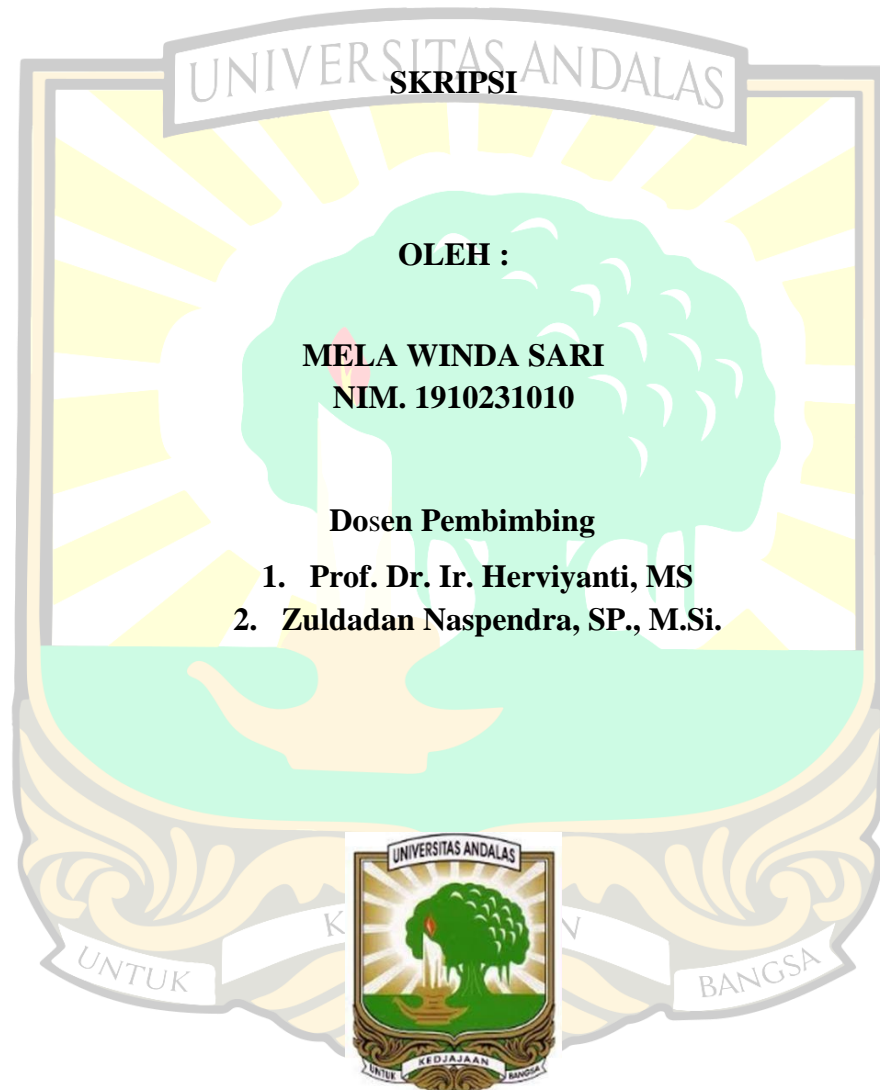 UNIVERSITAS ANDALAS
SKRIPSI
OLEH :
MELA WINDA SARI
NIM. 1910231010
Dosen Pembimbing
1. Prof. Dr. Ir. Herviyanti, MS
2. Zuldadan Naspendra, SP., M.Si.
UNIVERSITAS ANDALAS
UNTUK
BANGSA
UNTUK KEDJAJAAN BANGSA